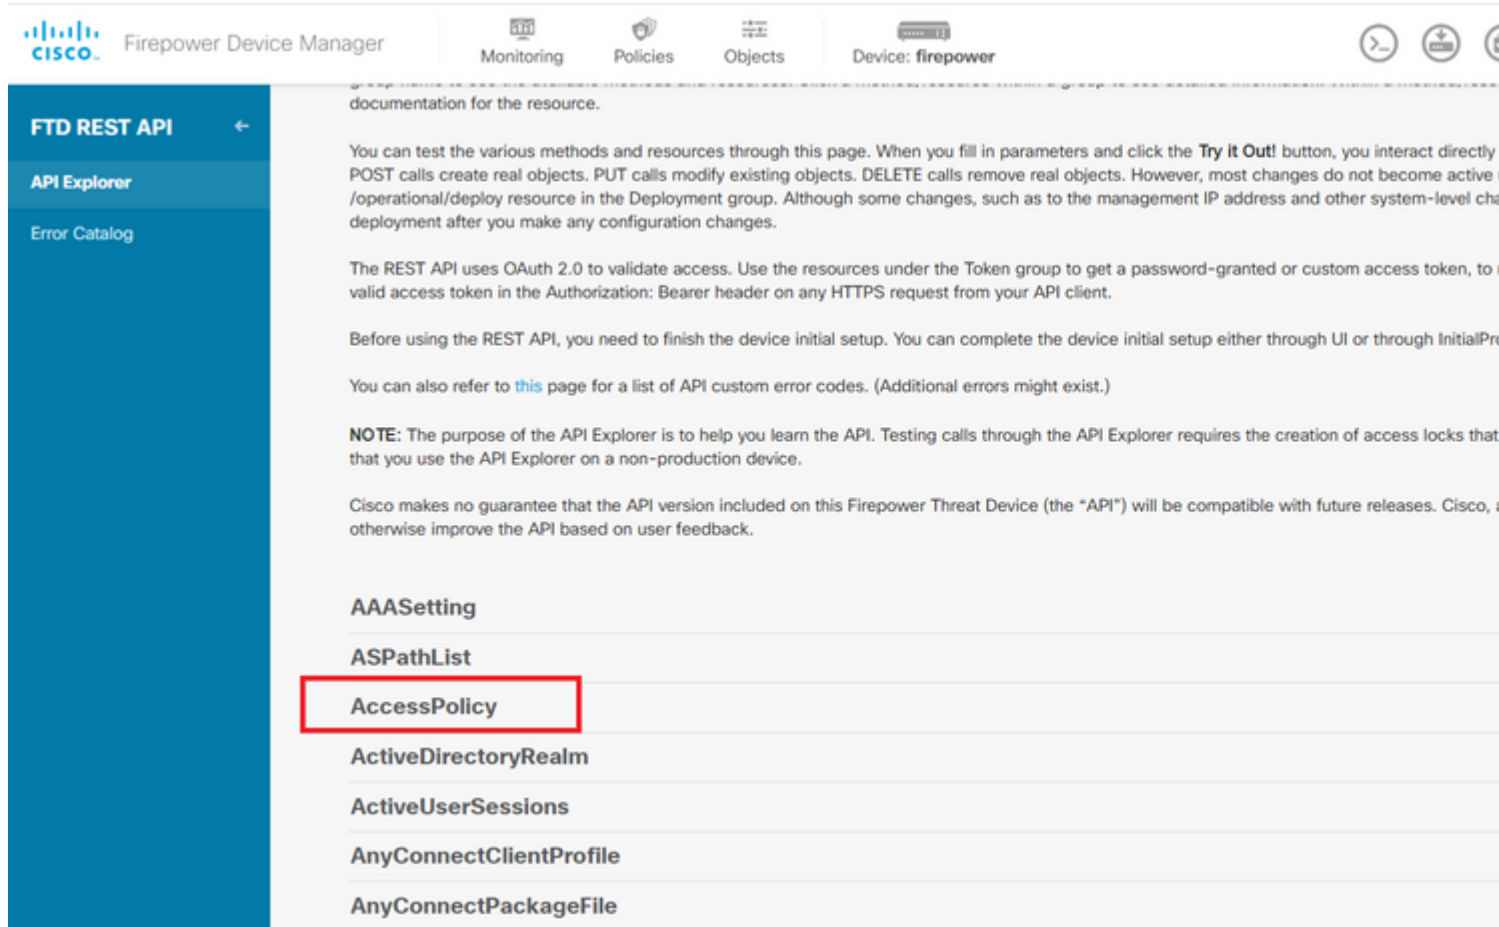 CISCO
Firepower Device Manager
Monitoring
Policies
Objects
Device: firepower
FTD REST API
API Explorer
Error Catalog
documentation for the resource.
You can test the various methods and resources through this page. When you fill in parameters and click the Try it Out! button, you interact directly
POST calls create real objects. PUT calls modify existing objects. DELETE calls remove real objects. However, most changes do not become active
/operational/deploy resource in the Deployment group. Although some changes, such as to the management IP address and other system-level cha
deployment after you make any configuration changes.
The REST API uses OAuth 2.0 to validate access. Use the resources under the Token group to get a password-granted or custom access token, to
valid access token in the Authorization: Bearer header on any HTTPS request from your API client.
Before using the REST API, you need to finish the device initial setup. You can complete the device initial setup either through UI or through InitialPr
You can also refer to this page for a list of API custom error codes. (Additional errors might exist.)
NOTE: The purpose of the API Explorer is to help you learn the API. Testing calls through the API Explorer requires the creation of access locks that
that you use the API Explorer on a non-production device.
Cisco makes no guarantee that the API version included on this Firepower Threat Device (the “API”) will be compatible with future releases. Cisco, a
otherwise improve the API based on user feedback.
AAASetting
ASPathList
AccessPolicy
ActiveDirectoryRealm
ActiveUserSessions
AnyConnectClientProfile
AnyConnectPackageFile